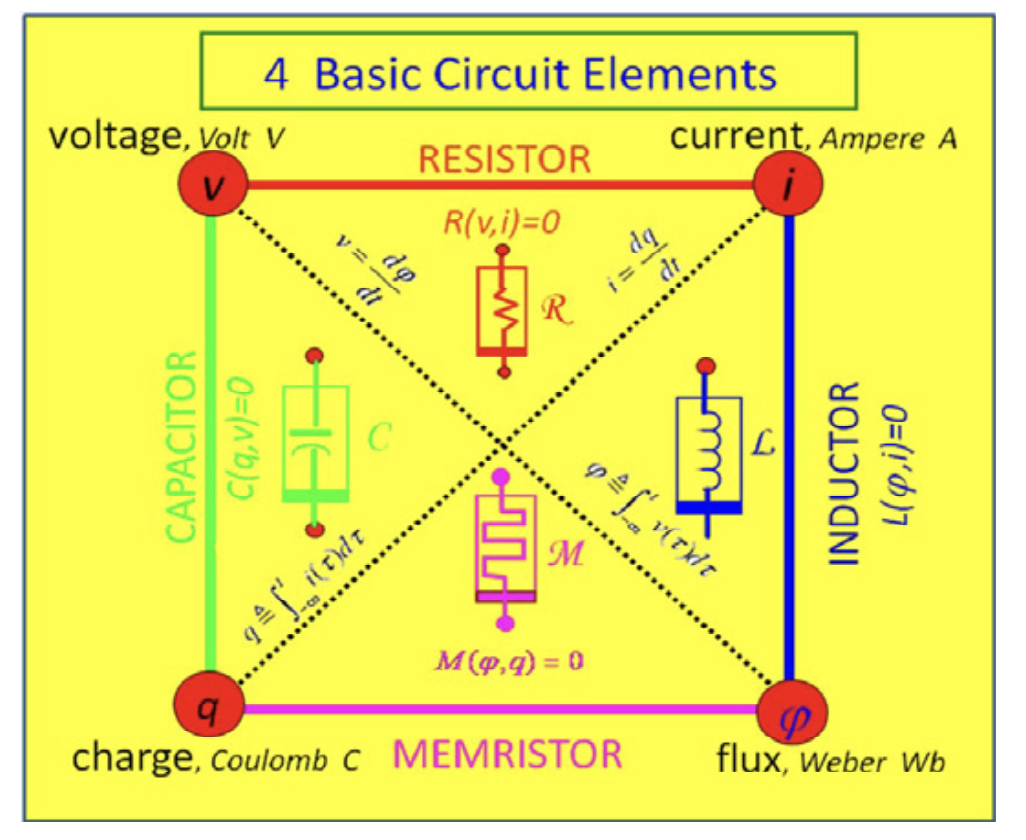 4 Basic Circuit Elements
voltage, Volt V
current, Ampere A
RESISTOR
v
i
R(v,i)=0
v = dφ/dt
i = dq/dt
R
CAPACITOR
C(q,v)=0
C
L
INDUCTOR
L(φ,i)=0
q ≜ ∫_{-∞}^{t} i(τ)dτ
φ ≜ ∫_{-∞}^{t} v(τ)dτ
M
M(φ,q) = 0
q
φ
charge, Coulomb C
MEMRISTOR
flux, Weber Wb